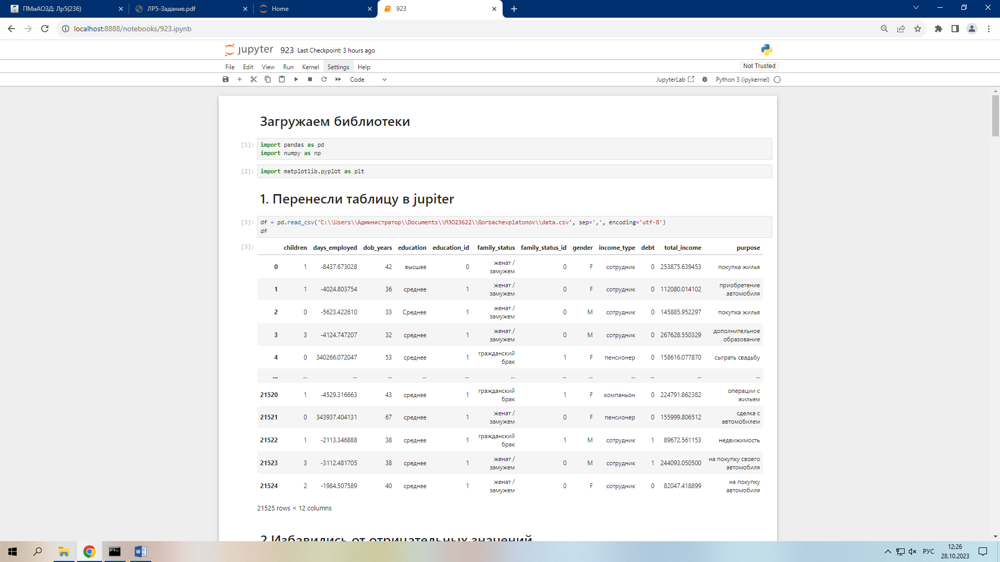 ПМиАОЗД: Лр5(236)
ЛР5-Задание.pdf
Home
923
localhost:8888/notebooks/923.ipynb
jupyter 923 Last Checkpoint: 3 hours ago
File Edit View Run Kernel Settings Help
Not Trusted
Code
JupyterLab
Python 3 (ipykernel)
Загружаем библиотеки
[1]: import pandas as pd
import numpy as np
[2]: import matplotlib.pyplot as plt
1. Перенесли таблицу в jupiter
[3]: df = pd.read_csv('C:\\Users\\Администратор\\Documents\\М3О23622\\Gorbachevplatonov\\data.csv', sep=',', encoding='utf-8')
df
[3]: children days_employed dob_years education education_id family_status family_status_id gender income_type debt total_income purpose
0 1 -8437.673028 42 высшее 0 женат / замужем 0 F сотрудник 0 253875.639453 покупка жилья
1 1 -4024.803754 36 среднее 1 женат / замужем 0 F сотрудник 0 112080.014102 приобретение автомобиля
2 0 -5623.422610 33 Среднее 1 женат / замужем 0 M сотрудник 0 145885.952297 покупка жилья
3 3 -4124.747207 32 среднее 1 женат / замужем 0 M сотрудник 0 267628.550329 дополнительное образование
4 0 340266.072047 53 среднее 1 гражданский брак 1 F пенсионер 0 158616.077870 сыграть свадьбу
... ... ... ... ... ... ... ... ... ... ... ... ...
21520 1 -4529.316663 43 среднее 1 гражданский брак 1 F компаньон 0 224791.862382 операции с жильем
21521 0 343937.404131 67 среднее 1 женат / замужем 0 F пенсионер 0 155999.806512 сделка с автомобилем
21522 1 -2113.346888 38 среднее 1 гражданский брак 1 M сотрудник 1 89672.561153 недвижимость
21523 3 -3112.481705 38 среднее 1 женат / замужем 0 M сотрудник 1 244093.050500 на покупку своего автомобиля
21524 2 -1984.507589 40 среднее 1 женат / замужем 0 F сотрудник 0 82047.418899 на покупку автомобиля
21525 rows × 12 columns
2 Избавились от отрицательных значений
РУС
12:26
28.10.2023